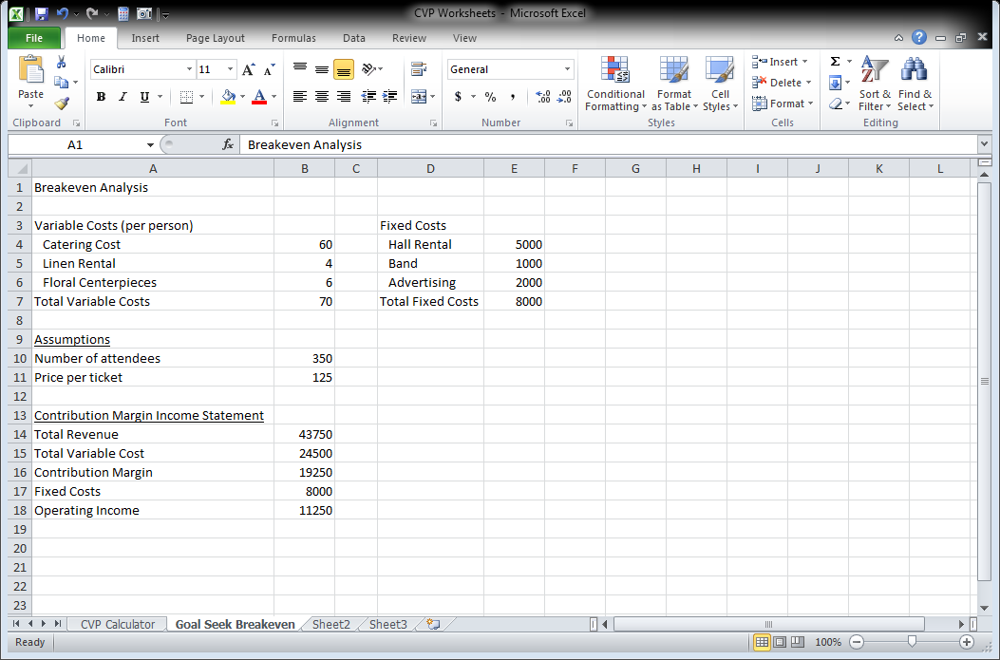 CVP Worksheets - Microsoft Excel
File Home Insert Page Layout Formulas Data Review View
Calibri 11 General Insert
Paste Conditional Format Cell Delete Sort & Find &
B I U $ % , Formatting as Table Styles Format Filter Select
Clipboard Font Alignment Number Styles Cells Editing
A1 fx Breakeven Analysis
A B C D E F G H I J K L
1 Breakeven Analysis
2
3 Variable Costs (per person) Fixed Costs
4 Catering Cost 60 Hall Rental 5000
5 Linen Rental 4 Band 1000
6 Floral Centerpieces 6 Advertising 2000
7 Total Variable Costs 70 Total Fixed Costs 8000
8
9 Assumptions
10 Number of attendees 350
11 Price per ticket 125
12
13 Contribution Margin Income Statement
14 Total Revenue 43750
15 Total Variable Cost 24500
16 Contribution Margin 19250
17 Fixed Costs 8000
18 Operating Income 11250
19
20
21
22
23
CVP Calculator Goal Seek Breakeven Sheet2 Sheet3
Ready 100%